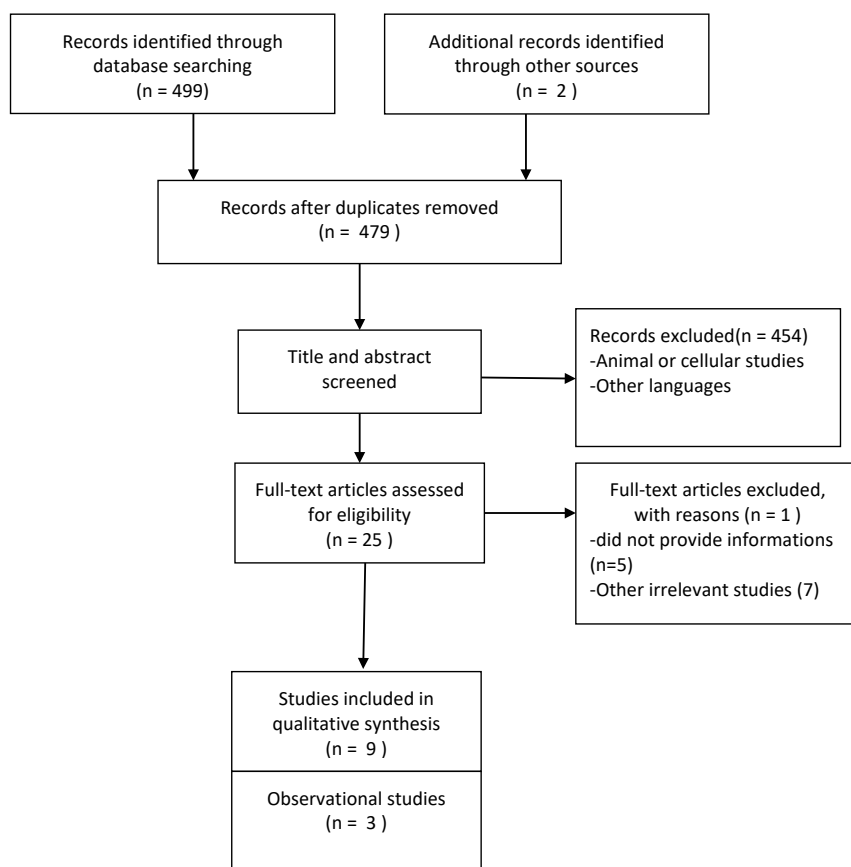 Records identified through
database searching
(n = 499)
Additional records identified
through other sources
(n = 2 )
Records after duplicates removed
(n = 479 )
Title and abstract
screened
Records excluded(n = 454)
-Animal or cellular studies
-Other languages
Full-text articles assessed
for eligibility
(n = 25 )
Full-text articles excluded,
with reasons (n = 1 )
-did not provide informations
(n=5)
-Other irrelevant studies (7)
Studies included in
qualitative synthesis
(n = 9 )
Observational studies
(n = 3 )